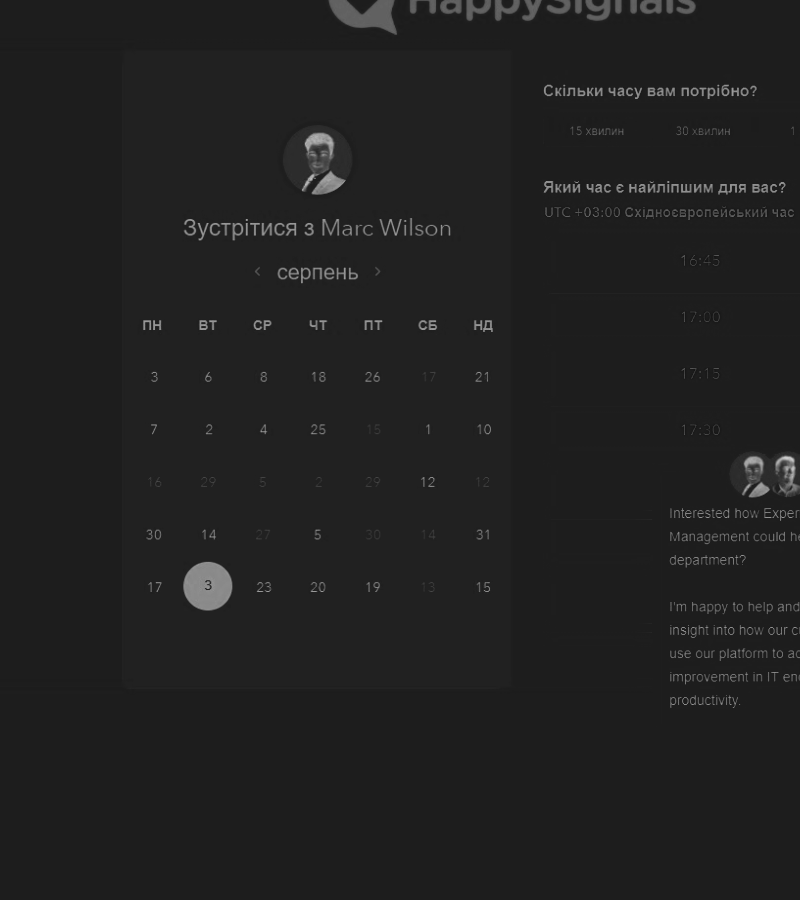 HappySignals
Зустрітися з Marc Wilson
серпень
ПН ВТ СР ЧТ ПТ СБ НД
3 6 8 18 26 17 21
7 2 4 25 15 1 10
16 29 5 2 29 12 12
30 14 27 5 30 14 31
17 3 23 20 19 13 15
Скільки часу вам потрібно?
15 хвилин 30 хвилин 1
Який час є найліпшим для вас?
UTC +03:00 Східноєвропейський час
16:45
17:00
17:15
17:30
Interested how Exper
Management could he
department?
I'm happy to help and
insight into how our cu
use our platform to ac
improvement in IT en
productivity.